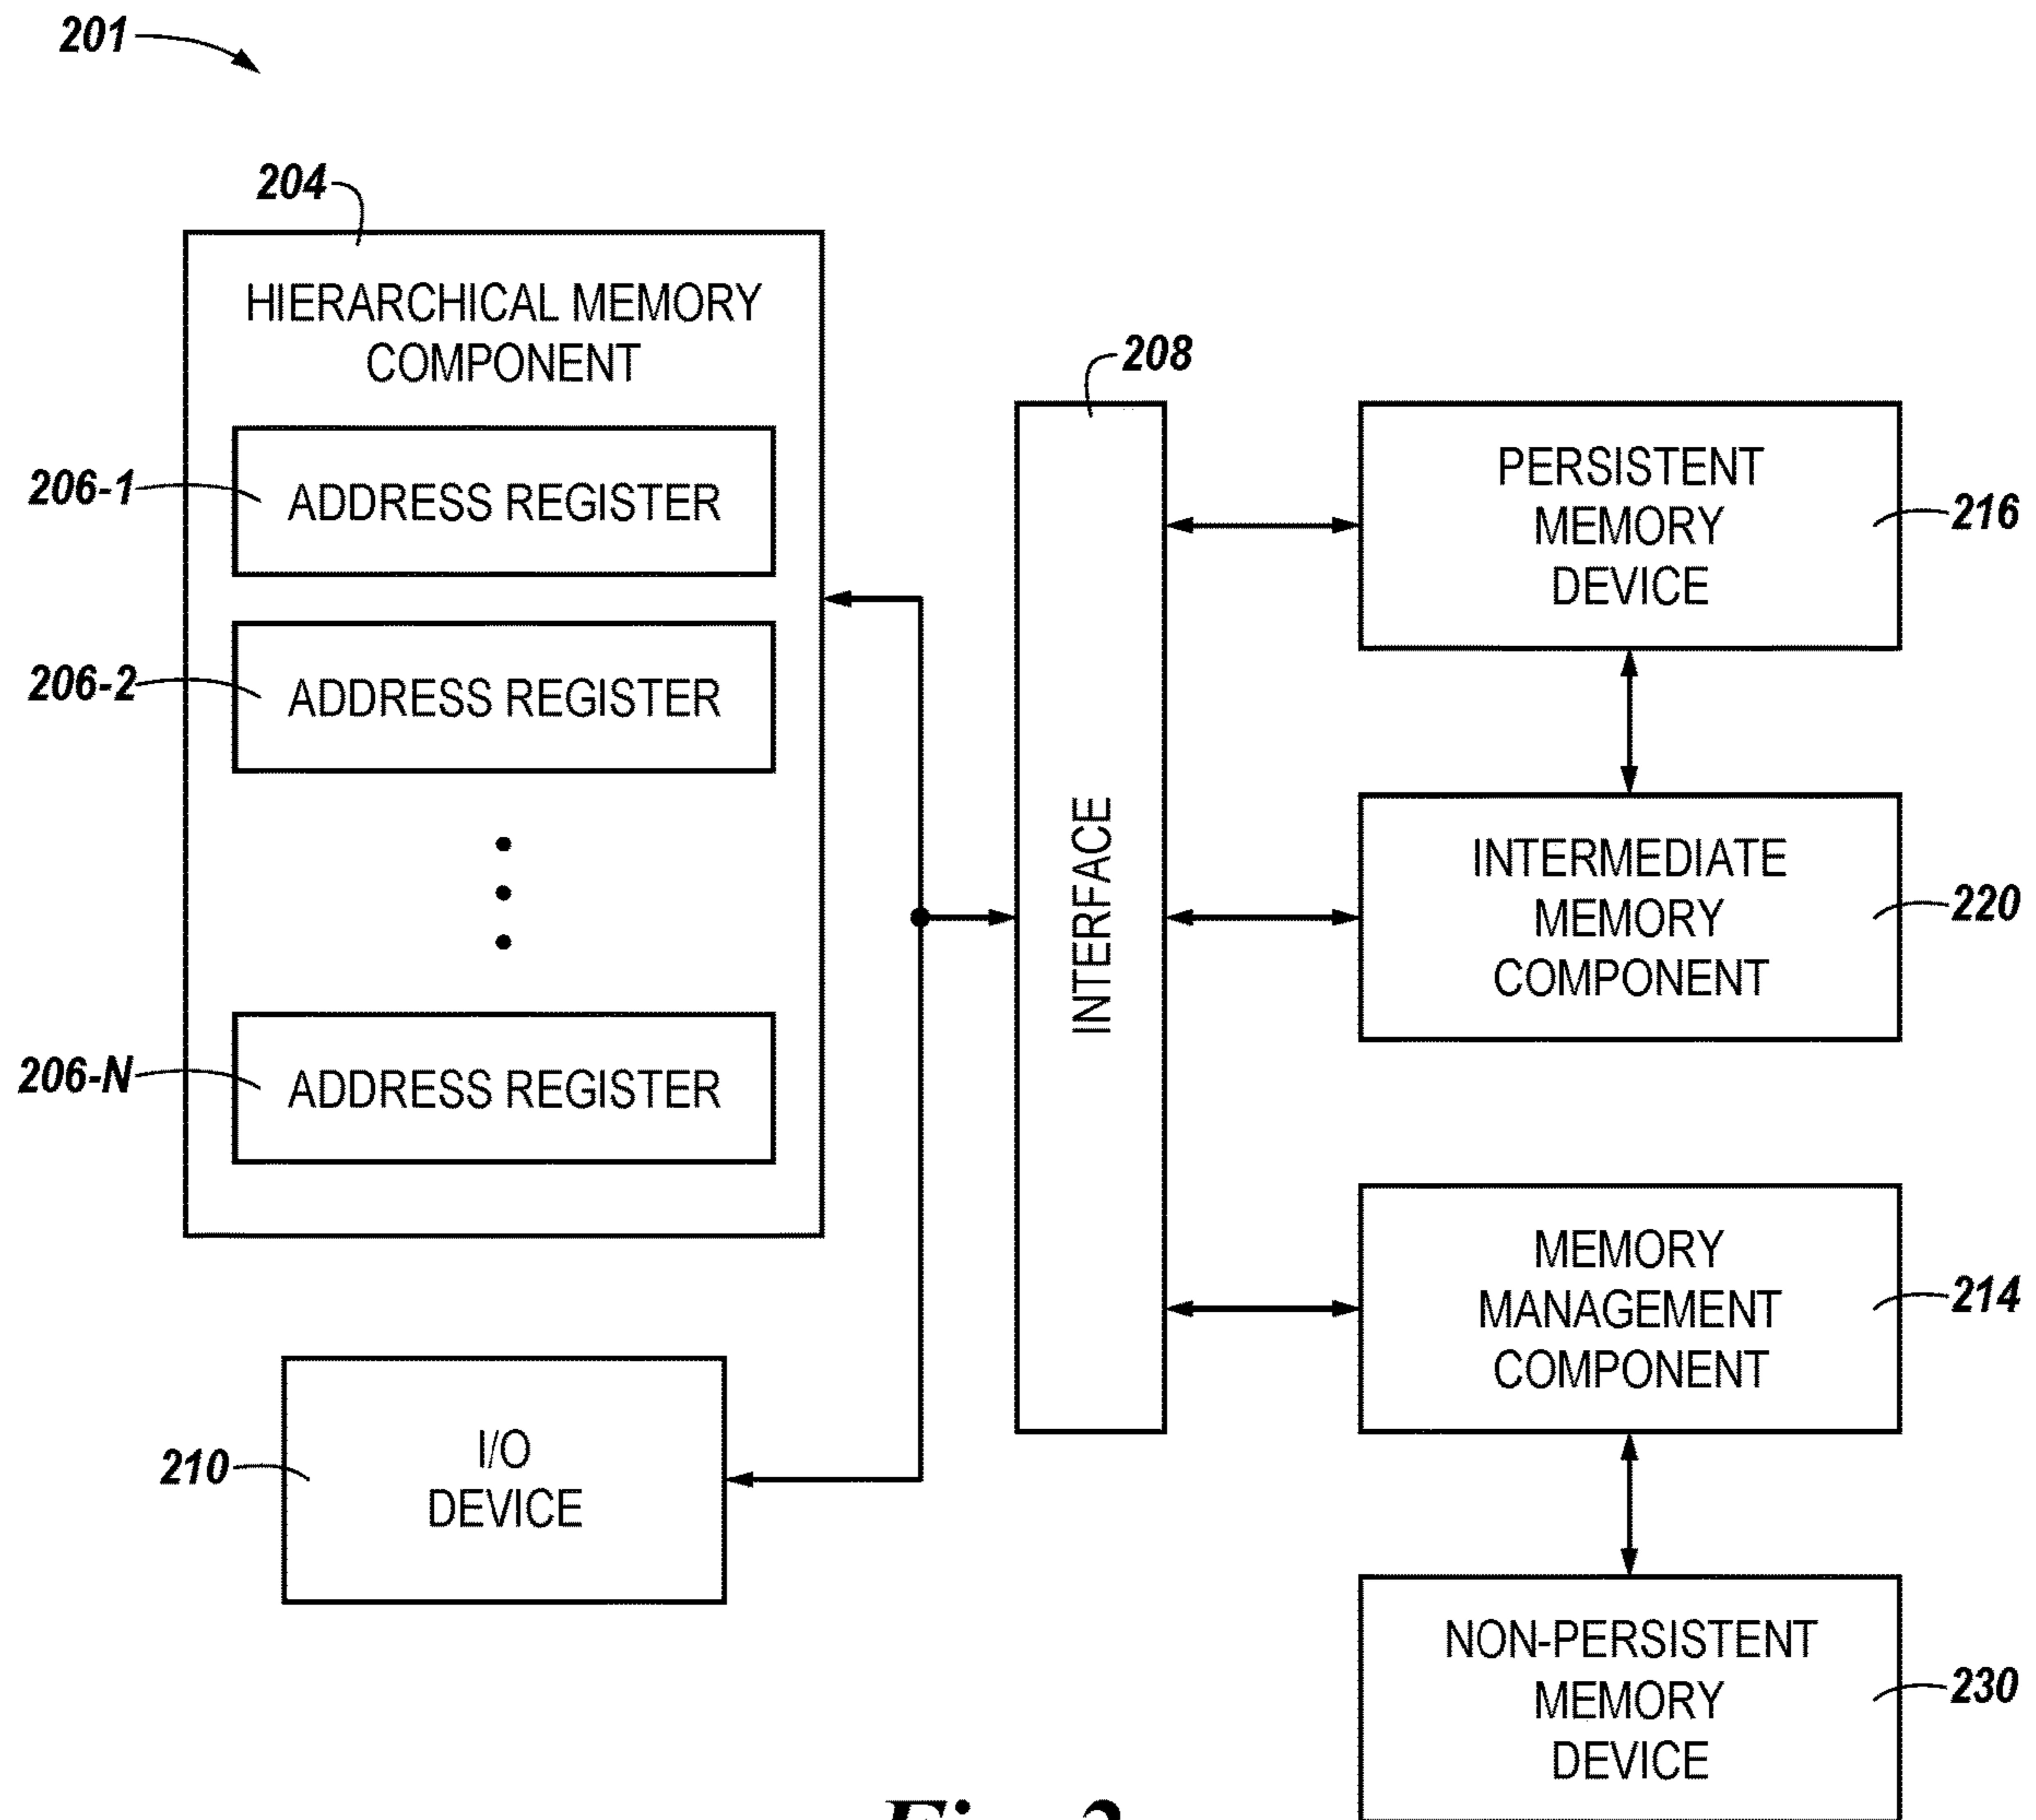 201
204
HIERARCHICAL MEMORY
COMPONENT
206-1
ADDRESS REGISTER
206-2
ADDRESS REGISTER
206-N
ADDRESS REGISTER
210
I/O
DEVICE
208
INTERFACE
PERSISTENT
MEMORY
DEVICE
216
INTERMEDIATE
MEMORY
COMPONENT
220
MEMORY
MANAGEMENT
COMPONENT
214
NON-PERSISTENT
MEMORY
DEVICE
230